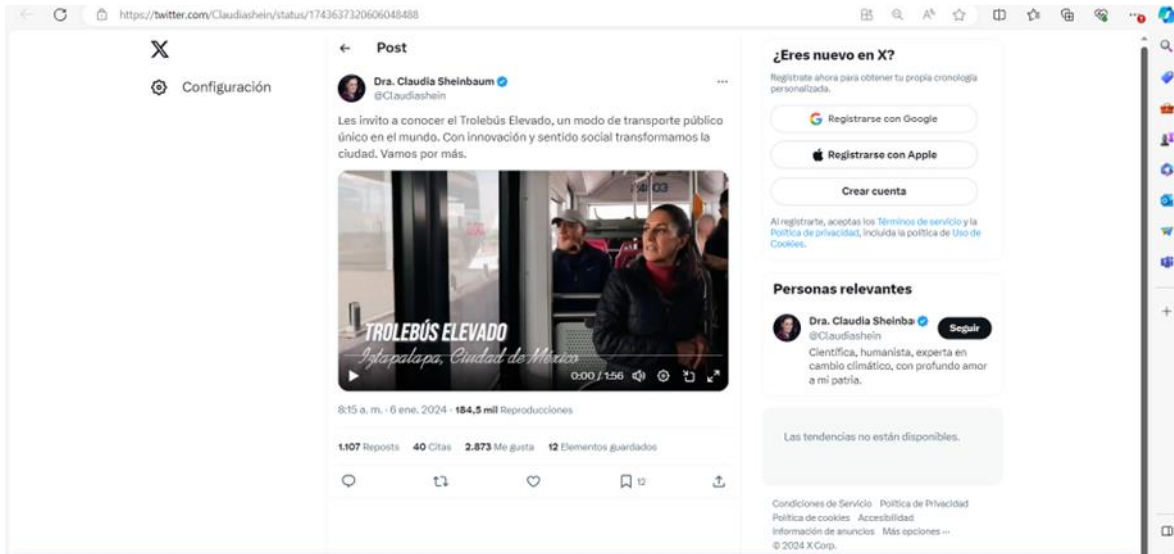 https://twitter.com/Claudiashein/status/1743637320606048488
X
Configuración
Post
Dra. Claudia Sheinbaum
@Claudiashein
Les invito a conocer el Trolebús Elevado, un modo de transporte público
único en el mundo. Con innovación y sentido social transformamos la
ciudad. Vamos por más.
TROLEBÚS ELEVADO
Iztapalapa, Ciudad de México
0:00 / 1:56
8:15 a. m. · 6 ene. 2024 · 184,5 mil Reproducciones
1.107 Reposts 40 Citas 2.873 Me gusta 12 Elementos guardados
12
¿Eres nuevo en X?
Regístrate ahora para obtener tu propia cronología
personalizada.
Registrarse con Google
Registrarse con Apple
Crear cuenta
Al registrarte, aceptas los Términos de servicio y la
Política de privacidad, incluida la política de Uso de
Cookies.
Personas relevantes
Dra. Claudia Sheinba
@Claudiashein
Seguir
Científica, humanista, experta en
cambio climático, con profundo amor
a mi patria.
Las tendencias no están disponibles.
Condiciones de Servicio Política de Privacidad
Política de cookies Accesibilidad
Información de anuncios Más opciones ···
© 2024 X Corp.